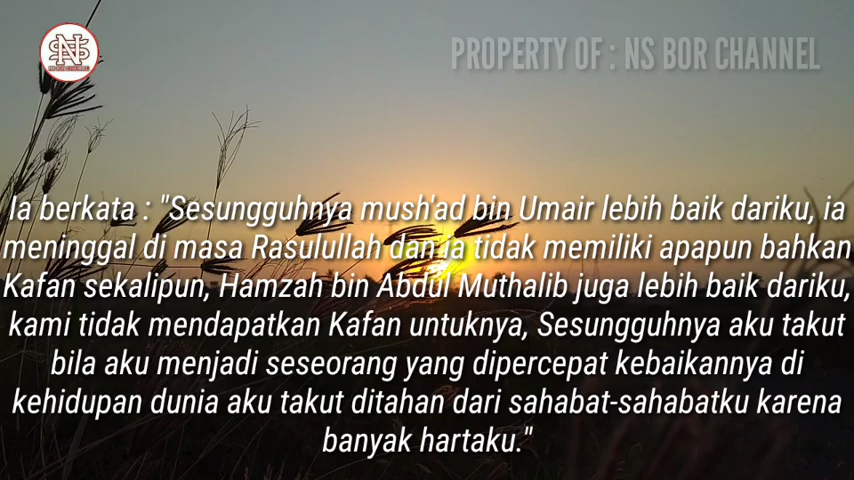 NS
PROPERTY OF : NS BOR CHANNEL
Ia berkata : "Sesungguhnya mush'ad bin Umair lebih baik dariku, ia
meninggal di masa Rasulullah dan ia tidak memiliki apapun bahkan
Kafan sekalipun, Hamzah bin Abdul Muthalib juga lebih baik dariku,
kami tidak mendapatkan Kafan untuknya, Sesungguhnya aku takut
bila aku menjadi seseorang yang dipercepat kebaikannya di
kehidupan dunia aku takut ditahan dari sahabat-sahabatku karena
banyak hartaku."